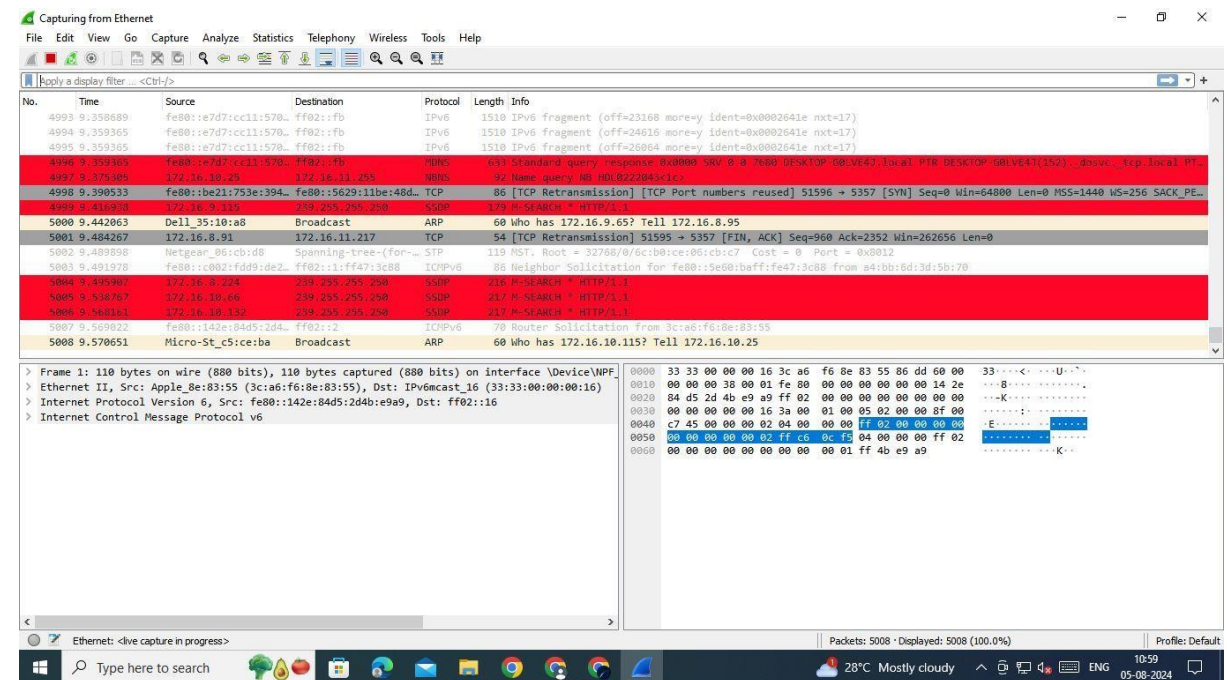 Capturing from Ethernet
File Edit View Go Capture Analyze Statistics Telephony Wireless Tools Help
Apply a display filter ... <Ctrl-/>
No. Time Source Destination Protocol Length Info
4993 9.358689 fe80::e7d7:cc11:570… ff02::fb IPv6 1510 IPv6 fragment (off=23168 more=y ident=0x0002641e nxt=17)
4994 9.359365 fe80::e7d7:cc11:570… ff02::fb IPv6 1510 IPv6 fragment (off=24616 more=y ident=0x0002641e nxt=17)
4995 9.359365 fe80::e7d7:cc11:570… ff02::fb IPv6 1510 IPv6 fragment (off=26064 more=y ident=0x0002641e nxt=17)
4996 9.359365 fe80::e7d7:cc11:570… ff02::fb MDNS 633 Standard query response 0x0000 SRV 0 0 7680 PTR
4997 9.375305 172.16.10.25 172.16.11.255 NBNS 92 Name query NB HDL0222043<1c>
4998 9.390533 fe80::be21:753e:394… fe80::5629:11be:48d… TCP 86 [TCP Retransmission] [TCP Port numbers reused] 51596 → 5357 [SYN] Seq=0 Win=64800 Len=0 MSS=1440 WS=256 SACK_PE…
4999 9.416938 172.16.9.115 239.255.255.250 SSDP 179 M-SEARCH * HTTP/1.1
5000 9.442063 Dell_35:10:a8 Broadcast ARP 60 Who has 172.16.9.65? Tell 172.16.8.95
5001 9.484267 172.16.8.91 172.16.11.217 TCP 54 [TCP Retransmission] 51595 → 5357 [FIN, ACK] Seq=960 Ack=2352 Win=262656 Len=0
5002 9.489898 Netgear_06:cb:d8 Spanning-tree-(for-… STP 119 MST. Root = 32768/0/6c:b0:ce:06:cb:c7 Cost = 0 Port = 0x8012
5003 9.491978 fe80::c002:fdd9:de2… ff02::1:ff47:3c88 ICMPv6 86 Neighbor Solicitation for fe80::5e60:baff:fe47:3c88 from a4:bb:6d:3d:5b:70
5004 9.495907 172.16.8.224 239.255.255.250 SSDP 216 M-SEARCH * HTTP/1.1
5005 9.538767 172.16.10.66 239.255.255.250 SSDP 217 M-SEARCH * HTTP/1.1
5006 9.568161 172.16.10.132 239.255.255.250 SSDP 217 M-SEARCH * HTTP/1.1
5007 9.569022 fe80::142e:84d5:2d4… ff02::2 ICMPv6 70 Router Solicitation from 3c:a6:f6:8e:83:55
5008 9.570651 Micro-St_c5:ce:ba Broadcast ARP 60 Who has 172.16.10.115? Tell 172.16.10.25
> Frame 1: 110 bytes on wire (880 bits), 110 bytes captured (880 bits) on interface \Device\NPF_
> Ethernet II, Src: Apple_8e:83:55 (3c:a6:f6:8e:83:55), Dst: IPv6mcast_16 (33:33:00:00:00:16)
> Internet Protocol Version 6, Src: fe80::142e:84d5:2d4b:e9a9, Dst: ff02::16
> Internet Control Message Protocol v6
0000 33 33 00 00 00 16 3c a6 f6 8e 83 55 86 dd 60 00 33····<· ···U··`·
0010 00 00 00 38 00 01 fe 80 00 00 00 00 00 00 14 2e ···8···· ·······.
0020 84 d5 2d 4b e9 a9 ff 02 00 00 00 00 00 00 00 00 ··-K···· ········
0030 00 00 00 00 00 16 3a 00 01 00 05 02 00 00 8f 00 ······:· ········
0040 c7 45 00 00 00 02 04 00 00 00 ff 02 00 00 00 00 ·E······ ········
0050 00 00 00 00 00 02 ff c6 0c f5 04 00 00 00 ff 02 ········ ········
0060 00 00 00 00 00 00 00 00 00 01 ff 4b e9 a9 ········ ···K··
Ethernet: <live capture in progress>
Packets: 5008 · Displayed: 5008 (100.0%)
Profile: Default
Type here to search
28°C Mostly cloudy
ENG
10:59
05-08-2024